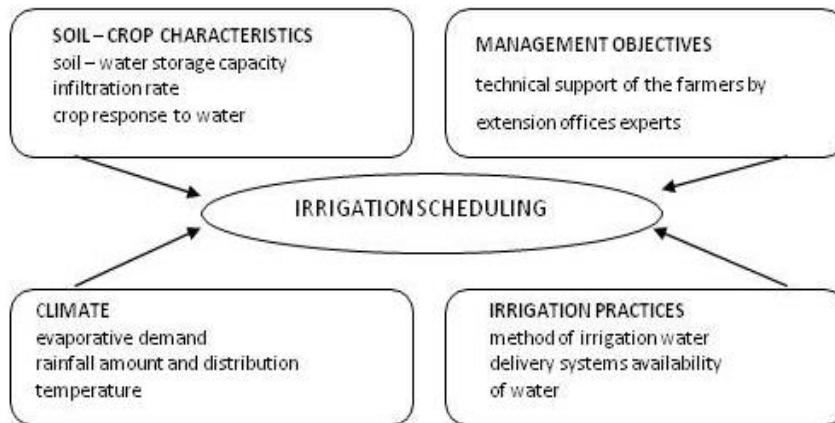 SOIL – CROP CHARACTERISTICS
soil – water storage capacity
infiltration rate
crop response to water
MANAGEMENT OBJECTIVES
technical support of the farmers by
extension offices experts
IRRIGATIONSCHEDULING
CLIMATE
evaporative demand
rainfall amount and distribution
temperature
IRRIGATION PRACTICES
method of irrigation water
delivery systems availability
of water